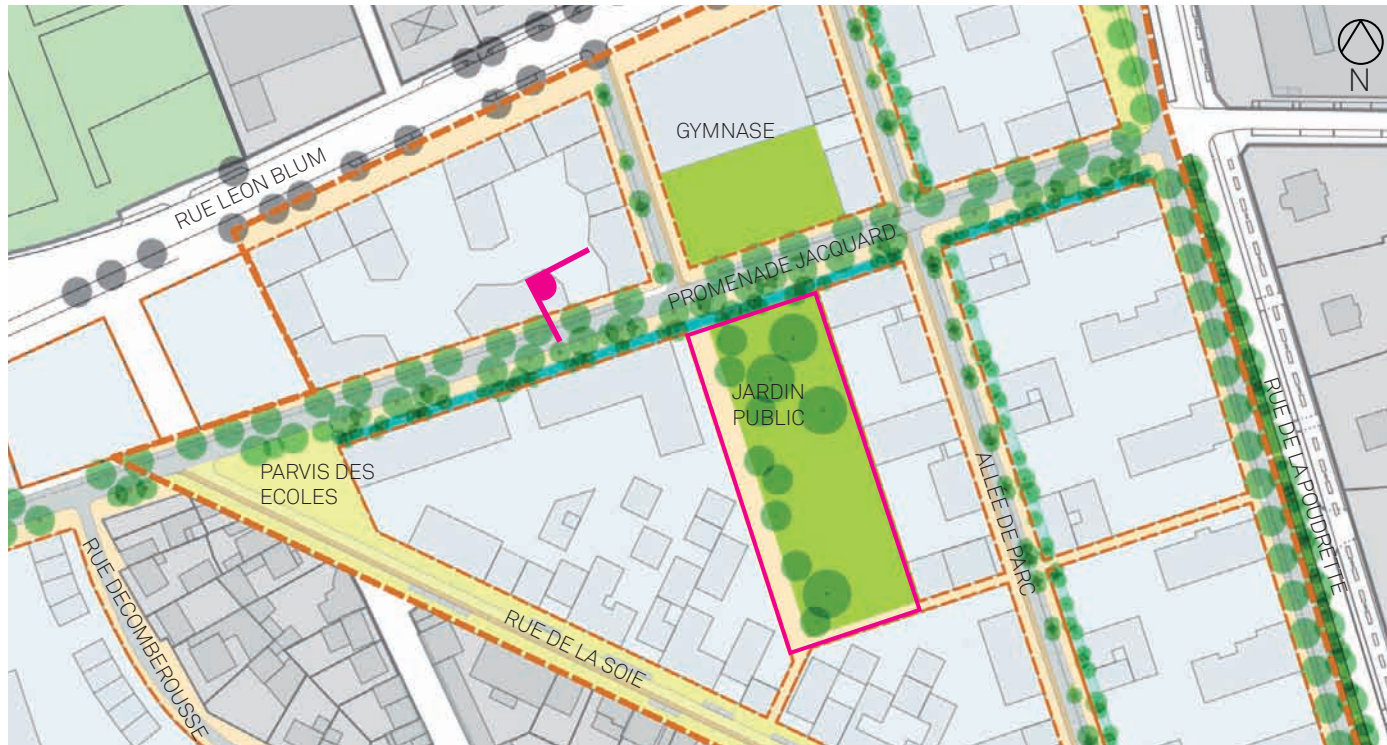 N
GYMNASE
RUE LEON BLUM
PROMENADE JACQUARD
JARDIN
PUBLIC
RUE DE LA POUDRETTE
PARVIS DES
ECOLES
ALLÉE DE PARC
RUE DECOMBEROUSSE
RUE DE LA SOIE